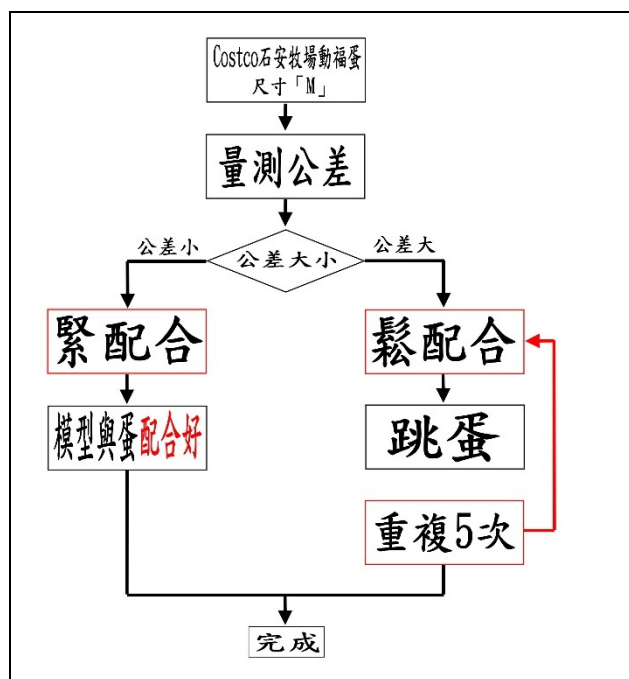 Costco石安牧場動福蛋
尺寸「M」
量測公差
公差大小
公差小
公差大
緊配合
鬆配合
模型與蛋配合好
跳蛋
重複5次
完成